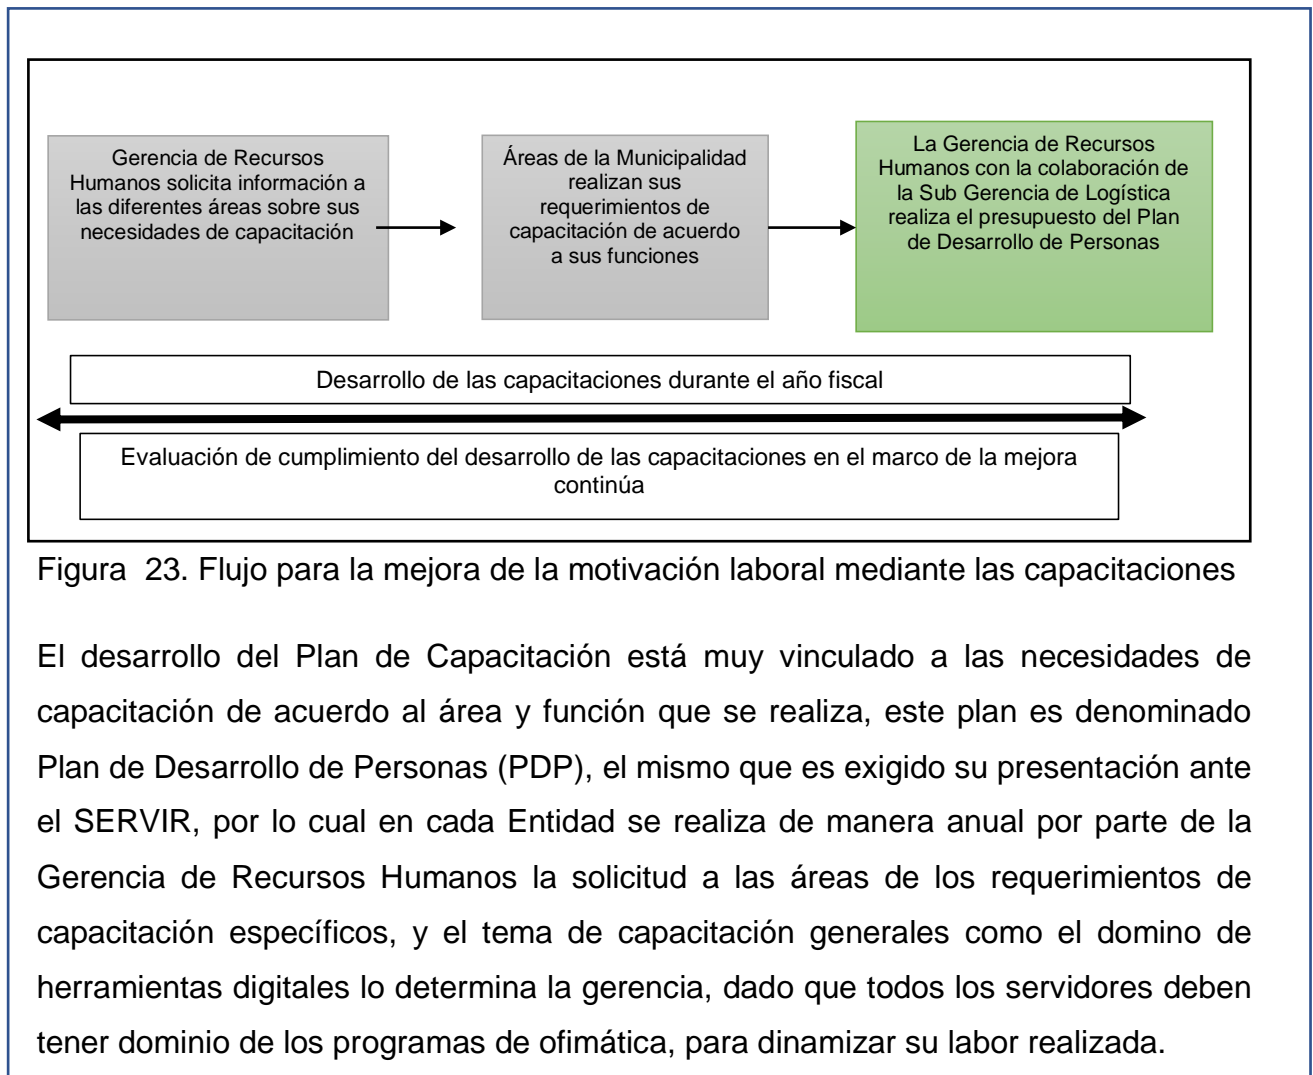 Gerencia de Recursos
Humanos solicita información a
las diferentes áreas sobre sus
necesidades de capacitación
Áreas de la Municipalidad
realizan sus
requerimientos de
capacitación de acuerdo
a sus funciones
La Gerencia de Recursos
Humanos con la colaboración de
la Sub Gerencia de Logística
realiza el presupuesto del Plan
de Desarrollo de Personas
Desarrollo de las capacitaciones durante el año fiscal
Evaluación de cumplimiento del desarrollo de las capacitaciones en el marco de la mejora
continúa
Figura 23. Flujo para la mejora de la motivación laboral mediante las capacitaciones
El desarrollo del Plan de Capacitación está muy vinculado a las necesidades de
capacitación de acuerdo al área y función que se realiza, este plan es denominado
Plan de Desarrollo de Personas (PDP), el mismo que es exigido su presentación ante
el SERVIR, por lo cual en cada Entidad se realiza de manera anual por parte de la
Gerencia de Recursos Humanos la solicitud a las áreas de los requerimientos de
capacitación específicos, y el tema de capacitación generales como el domino de
herramientas digitales lo determina la gerencia, dado que todos los servidores deben
tener dominio de los programas de ofimática, para dinamizar su labor realizada.